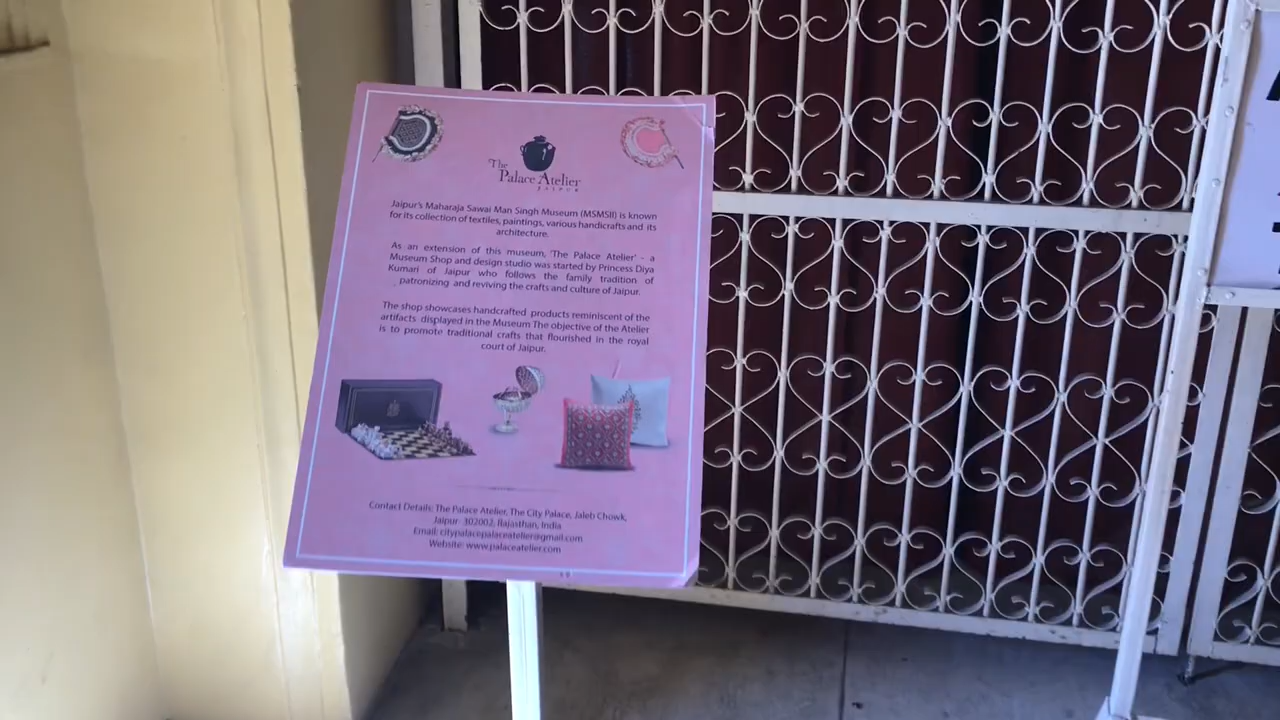 The
Palace Atelier
JAIPUR
Jaipur's Maharaja Sawai Man Singh Museum (MSMSII) is known
for its collection of textiles, paintings, various handicrafts and its
architecture.
As an extension of this museum, 'The Palace Atelier' - a
Museum Shop and design studio was started by Princess Diya
Kumari of Jaipur who follows the family tradition of
patronizing and reviving the crafts and culture of Jaipur.
The shop showcases handcrafted products reminiscent of the
artifacts displayed in the Museum The objective of the Atelier
is to promote traditional crafts that flourished in the royal
court of Jaipur.
Contact Details: The Palace Atelier, The City Palace, Jaleb Chowk,
Jaipur- 302002, Rajasthan, India
Email: citypalacepalaceatelier@gmail.com
Website: www.palaceatelier.com